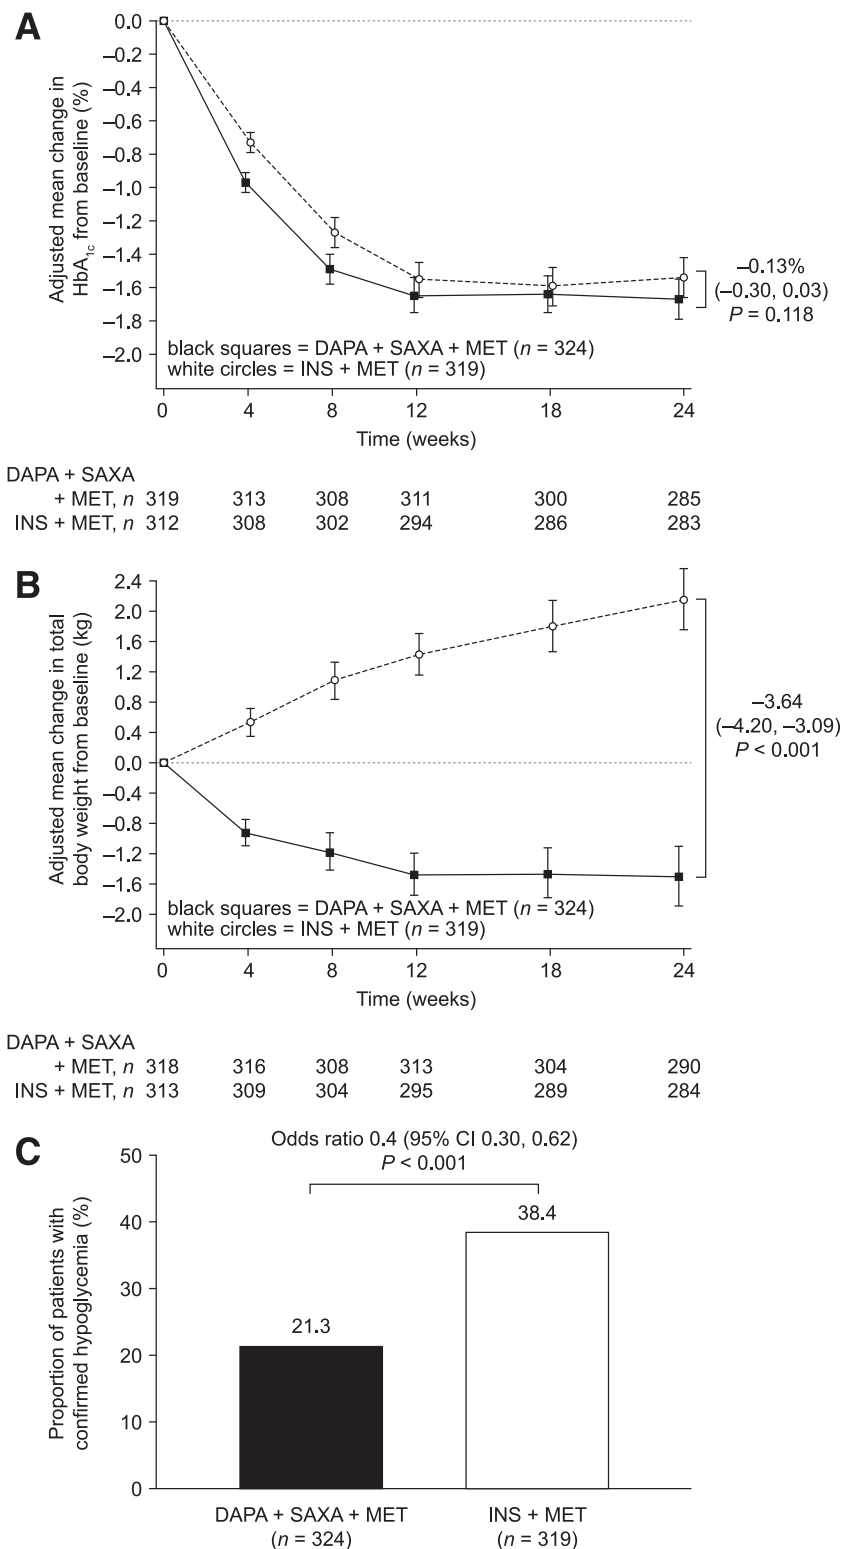 A
Adjusted mean change in
HbA1c from baseline (%)
0.0
–0.2
–0.4
–0.6
–0.8
–1.0
–1.2
–1.4
–1.6
–1.8
–2.0
–0.13%
(–0.30, 0.03)
P = 0.118
black squares = DAPA + SAXA + MET (n = 324)
white circles = INS + MET (n = 319)
0 4 8 12 18 24
Time (weeks)
DAPA + SAXA
+ MET, n 319 313 308 311 300 285
INS + MET, n 312 308 302 294 286 283
B
Adjusted mean change in total
body weight from baseline (kg)
2.4
2.0
1.6
1.2
0.8
0.4
0.0
–0.4
–0.8
–1.2
–1.6
–2.0
–3.64
(–4.20, –3.09)
P < 0.001
black squares = DAPA + SAXA + MET (n = 324)
white circles = INS + MET (n = 319)
0 4 8 12 18 24
Time (weeks)
DAPA + SAXA
+ MET, n 318 316 308 313 304 290
INS + MET, n 313 309 304 295 289 284
C
Odds ratio 0.4 (95% CI 0.30, 0.62)
P < 0.001
Proportion of patients with
confirmed hypoglycemia (%)
50
40
30
20
10
0
21.3
38.4
DAPA + SAXA + MET
(n = 324)
INS + MET
(n = 319)